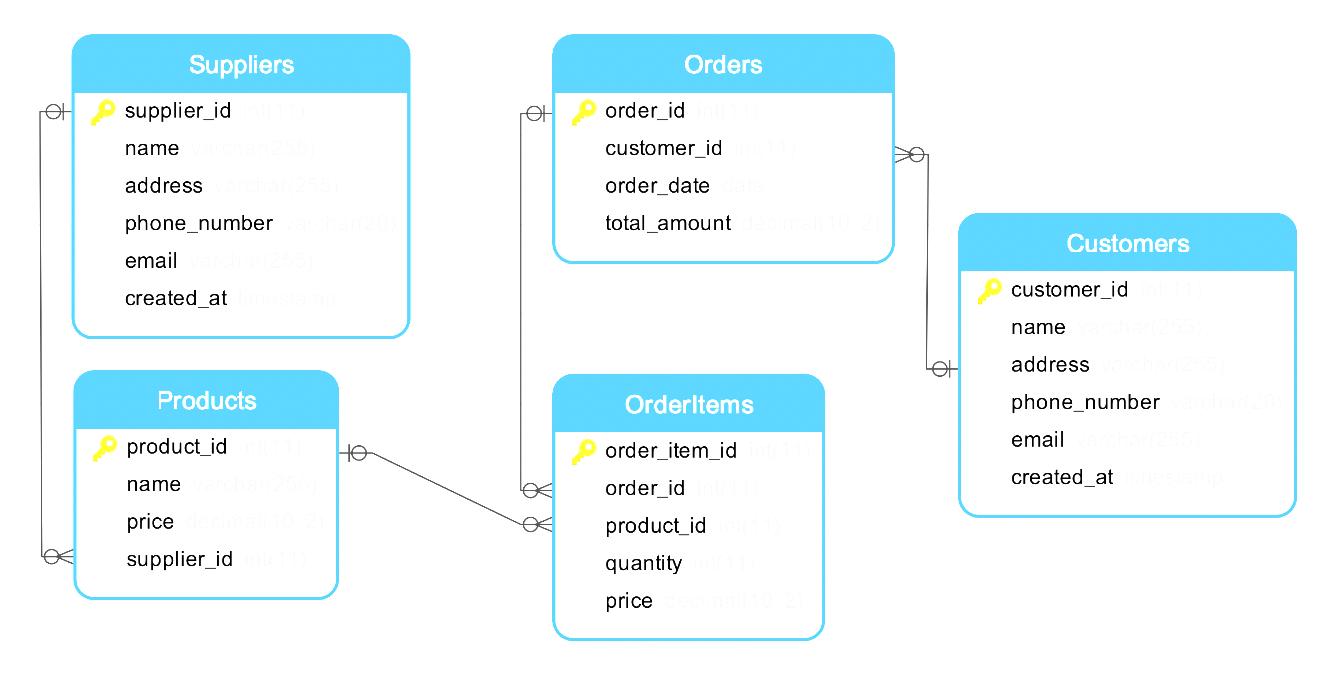 Suppliers
supplier_id int(11)
name varchar(255)
address varchar(255)
phone_number varchar(20)
email varchar(255)
created_at timestamp
Products
product_id int(11)
name varchar(255)
price decimal(10 2)
supplier_id int(11)
Orders
order_id int(11)
customer_id int(11)
order_date date
total_amount decimal(10 2)
OrderItems
order_item_id int(11)
order_id int(11)
product_id int(11)
quantity int(11)
price decimal(10 2)
Customers
customer_id int(11)
name varchar(255)
address varchar(255)
phone_number varchar(20)
email varchar(255)
created_at timestamp